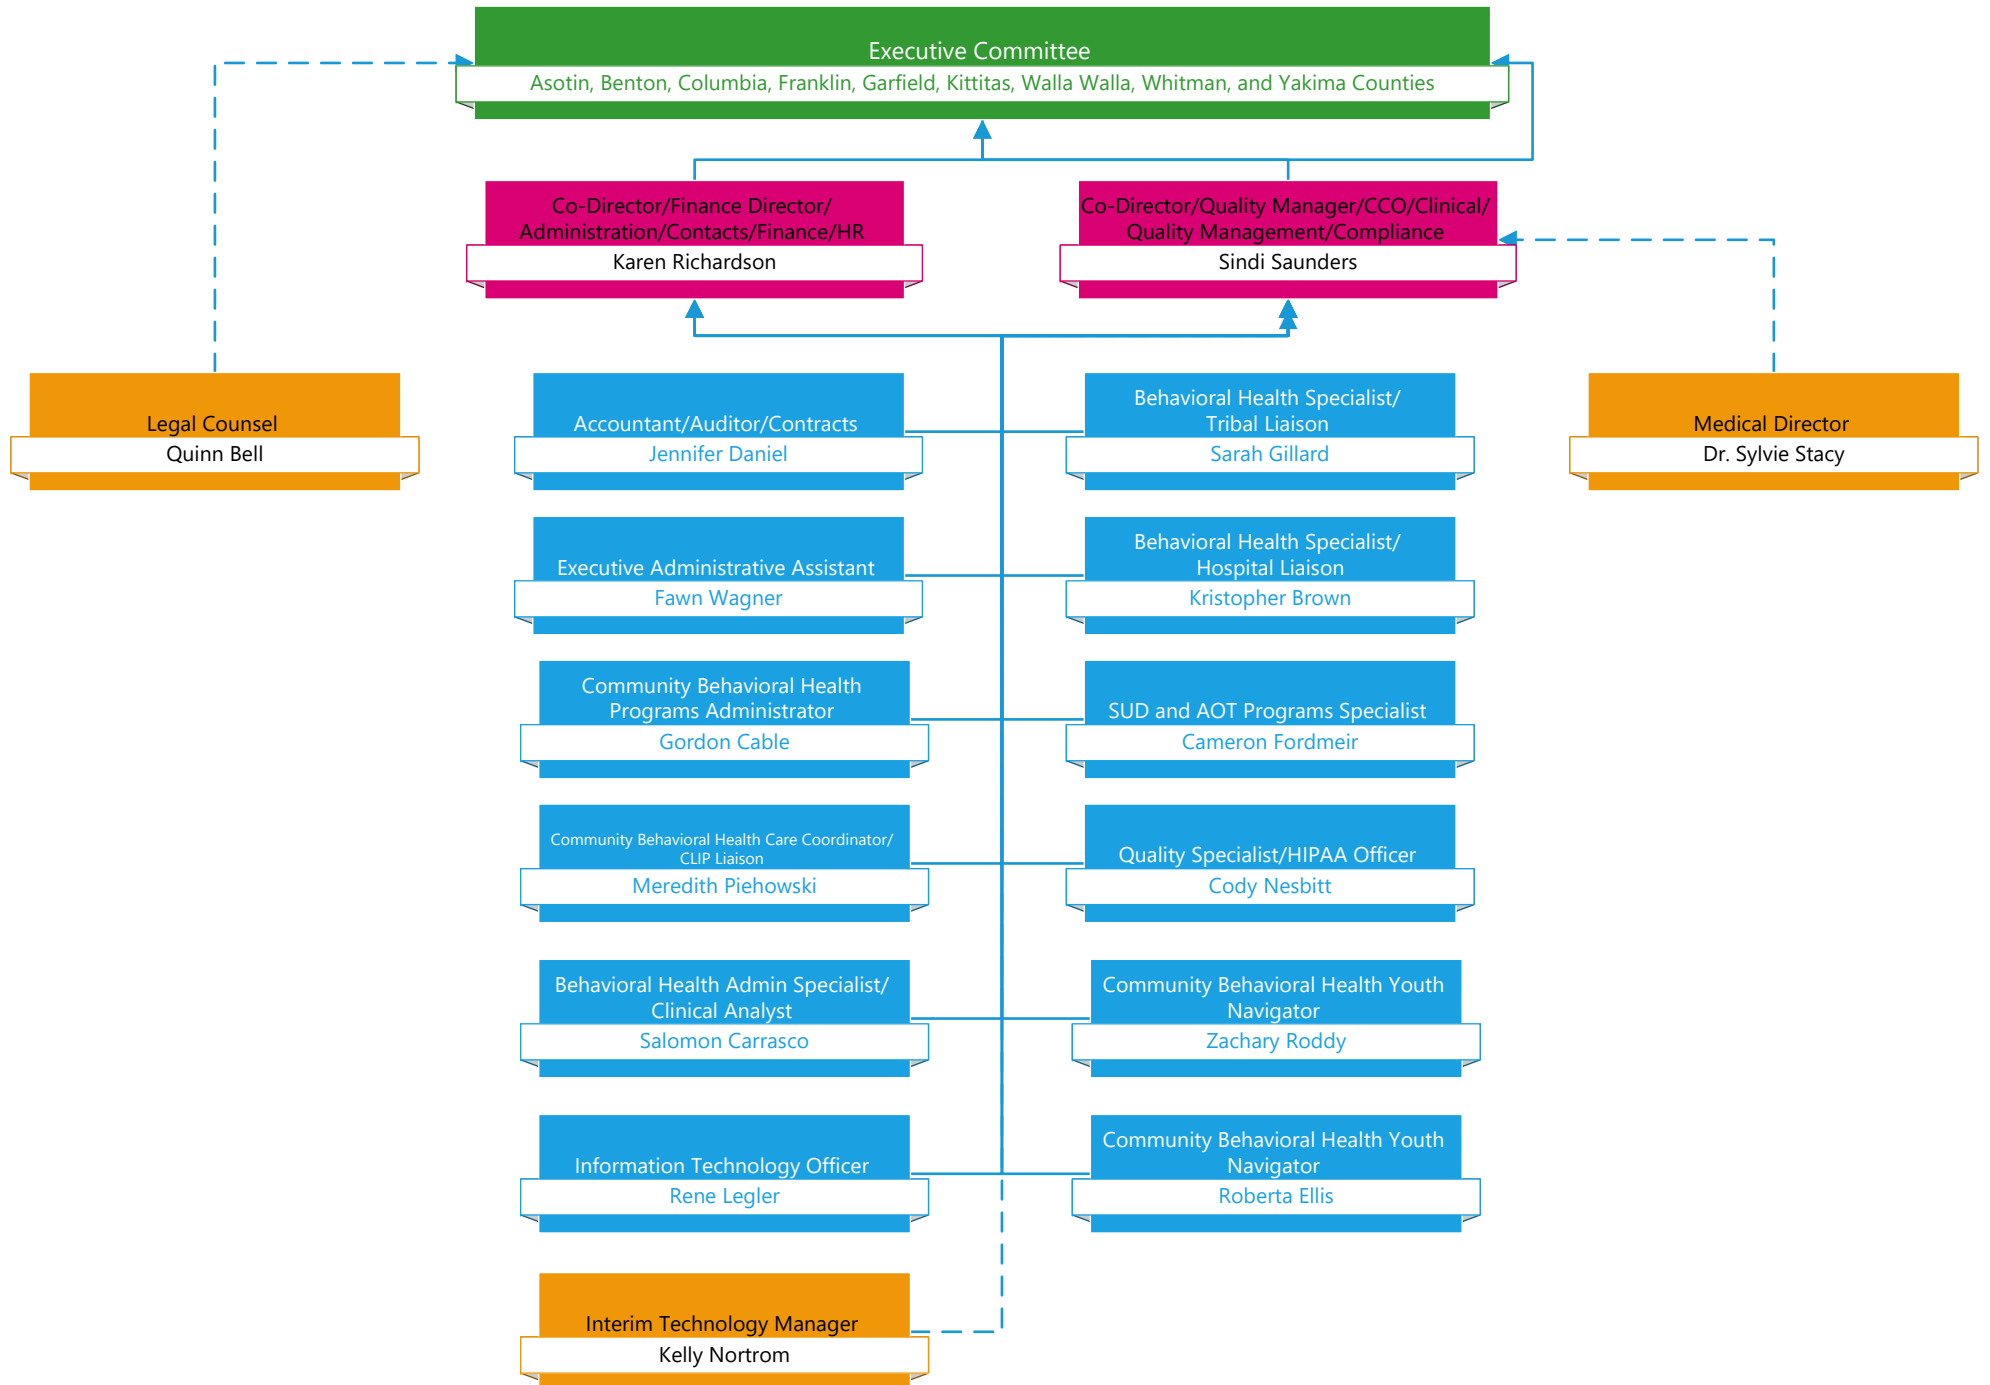 Executive Committee
Asotin, Benton, Columbia, Franklin, Garfield, Kittitas, Walla Walla, Whitman, and Yakima Counties
Co-Director/Finance Director/
Administration/Contacts/Finance/HR
Karen Richardson
Co-Director/Quality Manager/CCO/Clinical/
Quality Management/Compliance
Sindi Saunders
Legal Counsel
Quinn Bell
Accountant/Auditor/Contracts
Jennifer Daniel
Behavioral Health Specialist/
Tribal Liaison
Sarah Gillard
Medical Director
Dr. Sylvie Stacy
Executive Administrative Assistant
Fawn Wagner
Behavioral Health Specialist/
Hospital Liaison
Kristopher Brown
Community Behavioral Health
Programs Administrator
Gordon Cable
SUD and AOT Programs Specialist
Cameron Fordmeir
Community Behavioral Health Care Coordinator/
CLIP Liaison
Meredith Piehowski
Quality Specialist/HIPAA Officer
Cody Nesbitt
Behavioral Health Admin Specialist/
Clinical Analyst
Salomon Carrasco
Community Behavioral Health Youth
Navigator
Zachary Roddy
Information Technology Officer
Rene Legler
Community Behavioral Health Youth
Navigator
Roberta Ellis
Interim Technology Manager
Kelly Nortrom